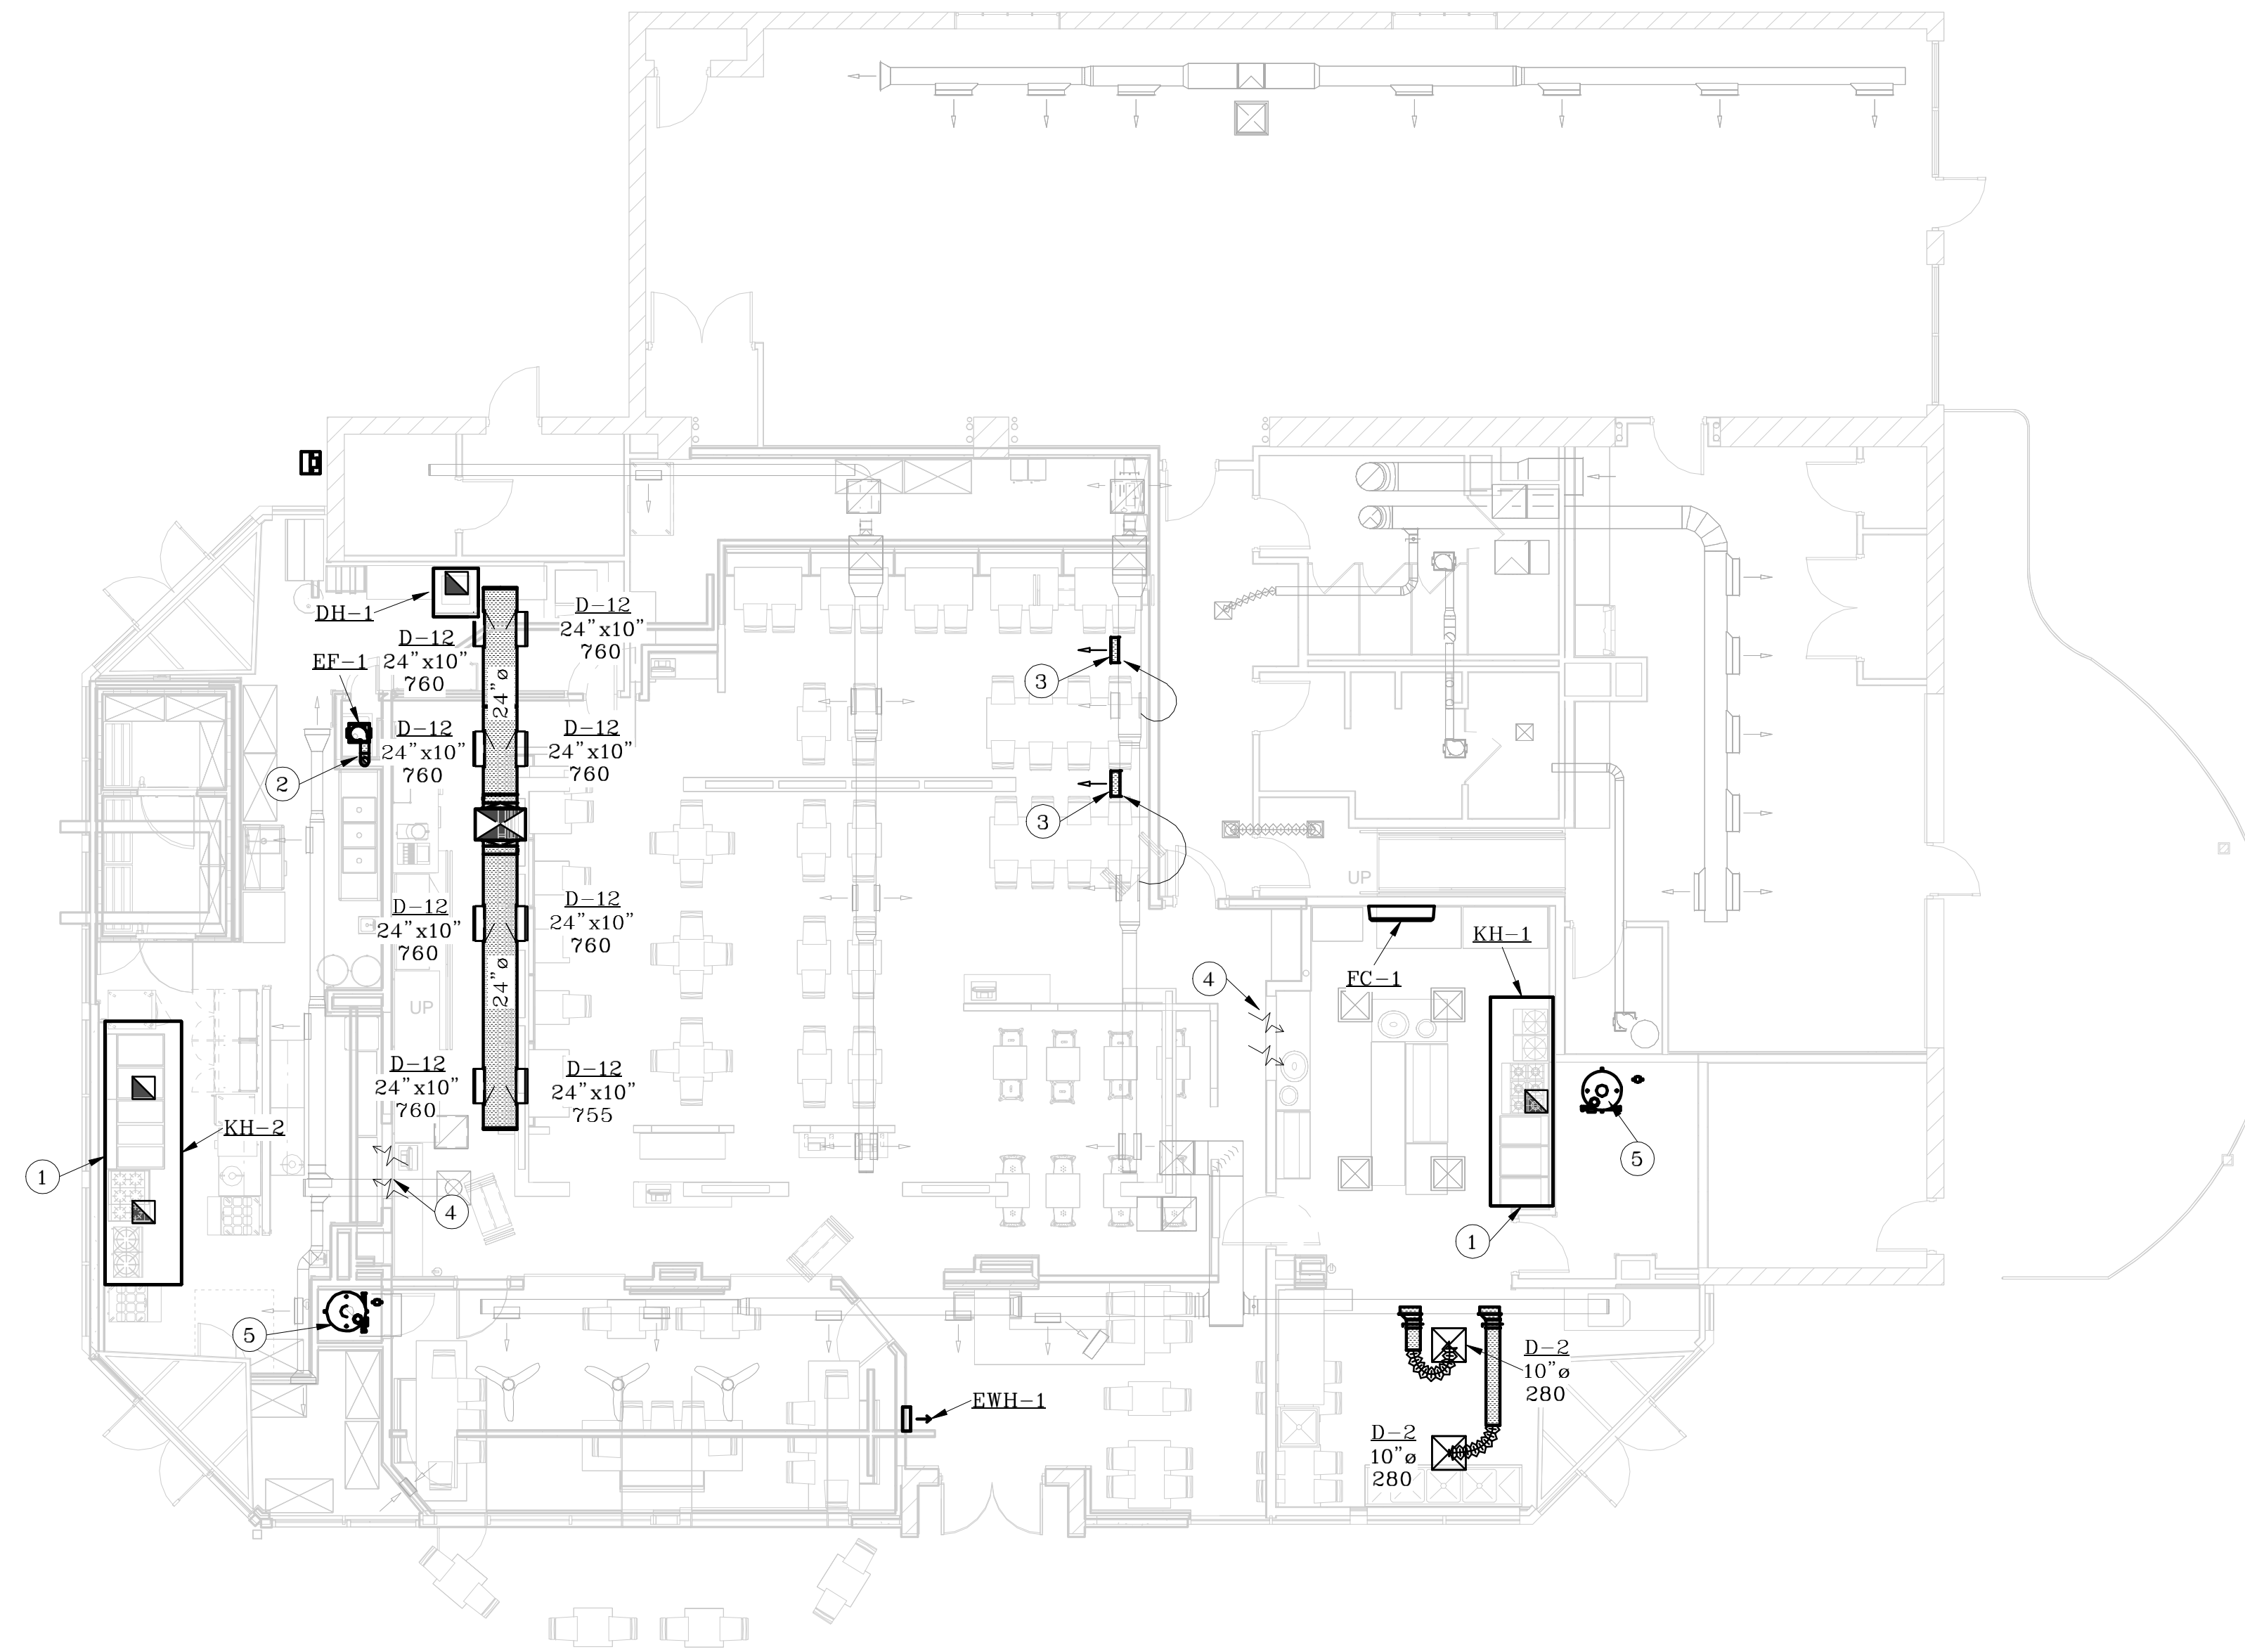 DH-1
D-12
24"x10"
760
D-12
24"x10"
760
EF-1
24"ø
3
D-12
24"x10"
760
D-12
24"x10"
760
2
3
UP
D-12
24"x10"
760
D-12
24"x10"
760
24"ø
UP
4
FC-1
KH-1
D-12
24"x10"
760
D-12
24"x10"
755
KH-2
1
4
5
1
5
D-2
10"ø
280
EWH-1
D-2
10"ø
280